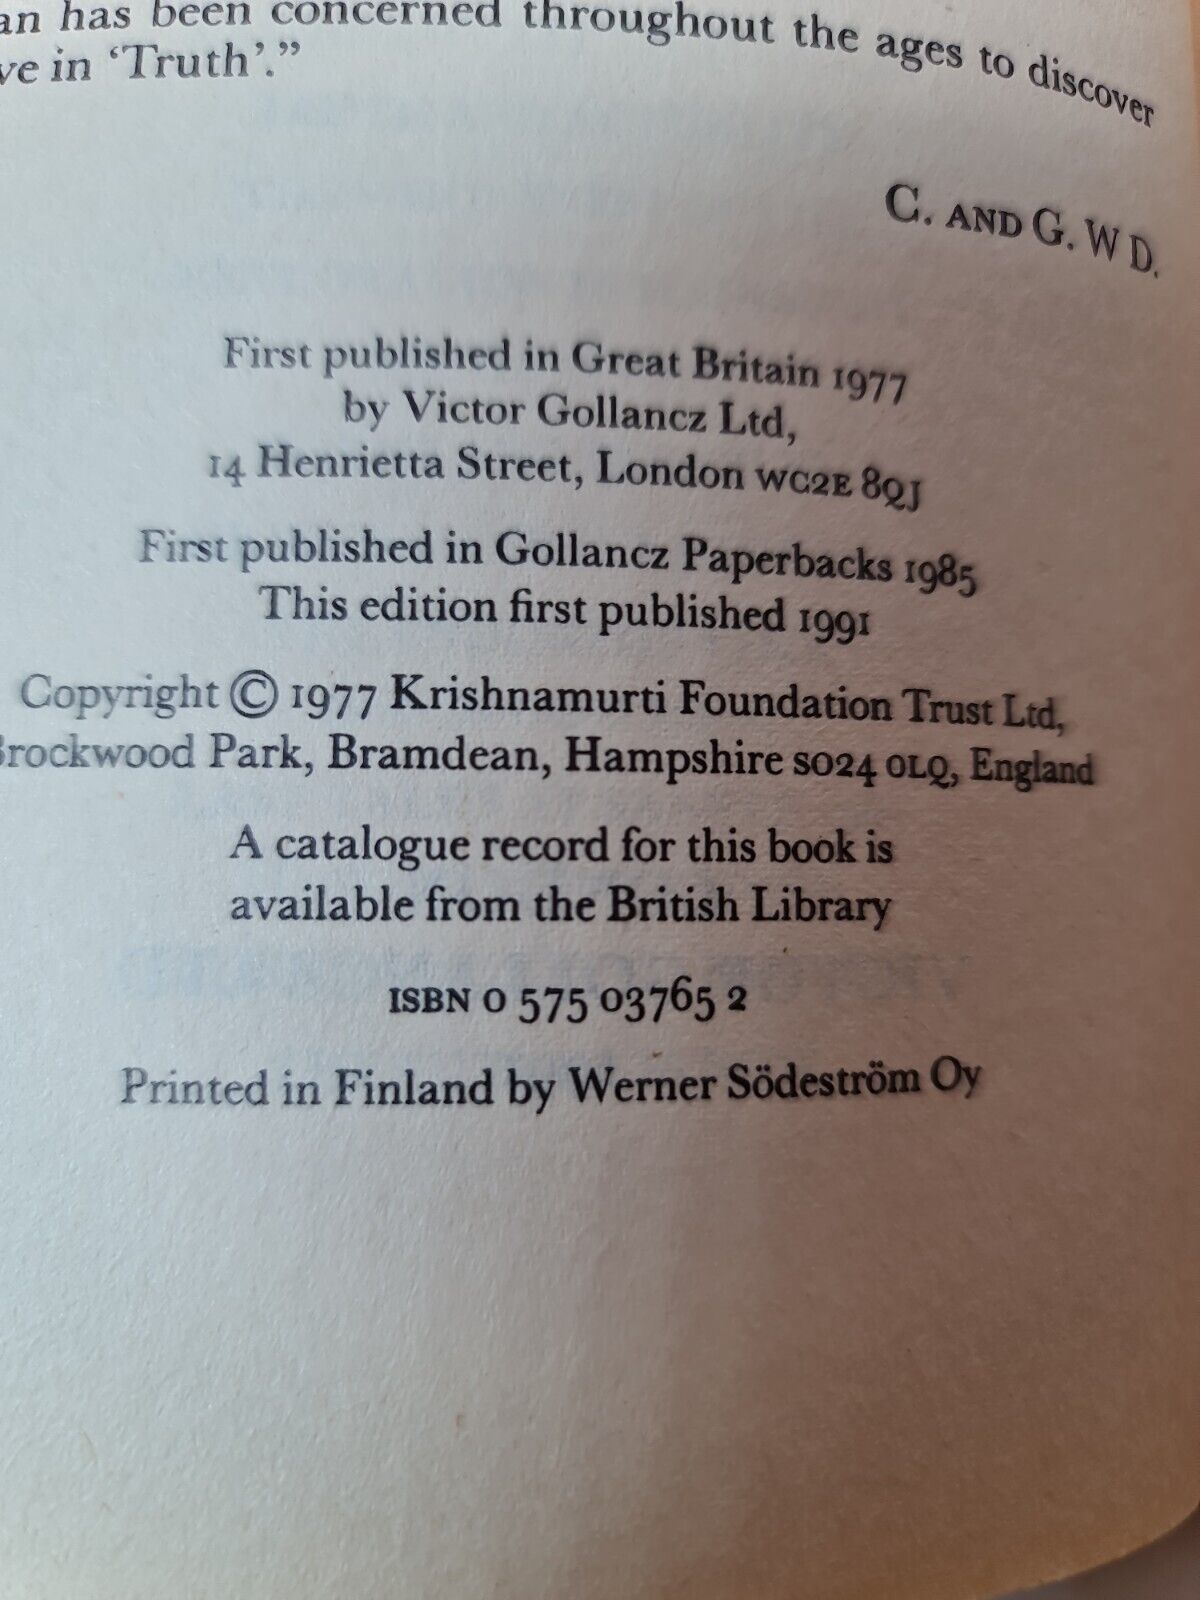 has been concerned throughout the ages to discover
in ‘Truth’.”
C. AND G. W D.
First published in Great Britain 1977
by Victor Gollancz Ltd,
14 Henrietta Street, London WC2E 8QJ
First published in Gollancz Paperbacks 1985
This edition first published 1991
Copyright © 1977 Krishnamurti Foundation Trust Ltd,
Brockwood Park, Bramdean, Hampshire SO24 0LQ, England
A catalogue record for this book is
available from the British Library
ISBN 0 575 03765 2
Printed in Finland by Werner Södeström Oy